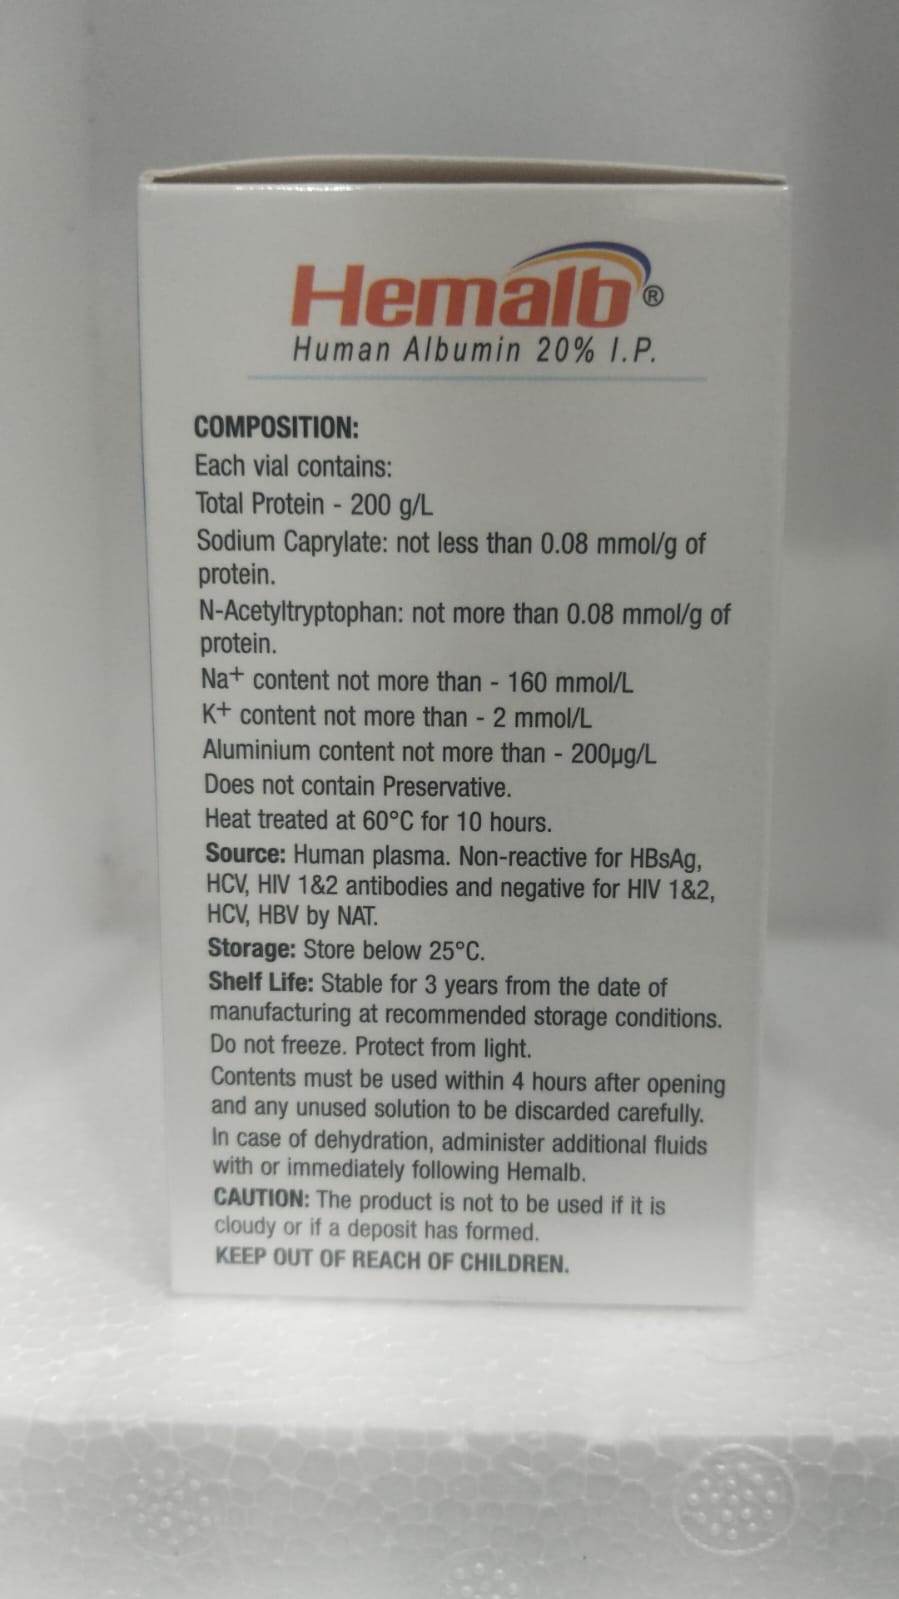 Hemalb®
Human Albumin 20% I.P.
COMPOSITION:
Each vial contains:
Total Protein - 200 g/L
Sodium Caprylate: not less than 0.08 mmol/g of
protein.
N-Acetyltryptophan: not more than 0.08 mmol/g of
protein.
Na+ content not more than - 160 mmol/L
K+ content not more than - 2 mmol/L
Aluminium content not more than - 200µg/L
Does not contain Preservative.
Heat treated at 60°C for 10 hours.
Source: Human plasma. Non-reactive for HBsAg,
HCV, HIV 1&2 antibodies and negative for HIV 1&2,
HCV, HBV by NAT.
Storage: Store below 25°C.
Shelf Life: Stable for 3 years from the date of
manufacturing at recommended storage conditions.
Do not freeze. Protect from light.
Contents must be used within 4 hours after opening
and any unused solution to be discarded carefully.
In case of dehydration, administer additional fluids
with or immediately following Hemalb.
CAUTION: The product is not to be used if it is
cloudy or if a deposit has formed.
KEEP OUT OF REACH OF CHILDREN.